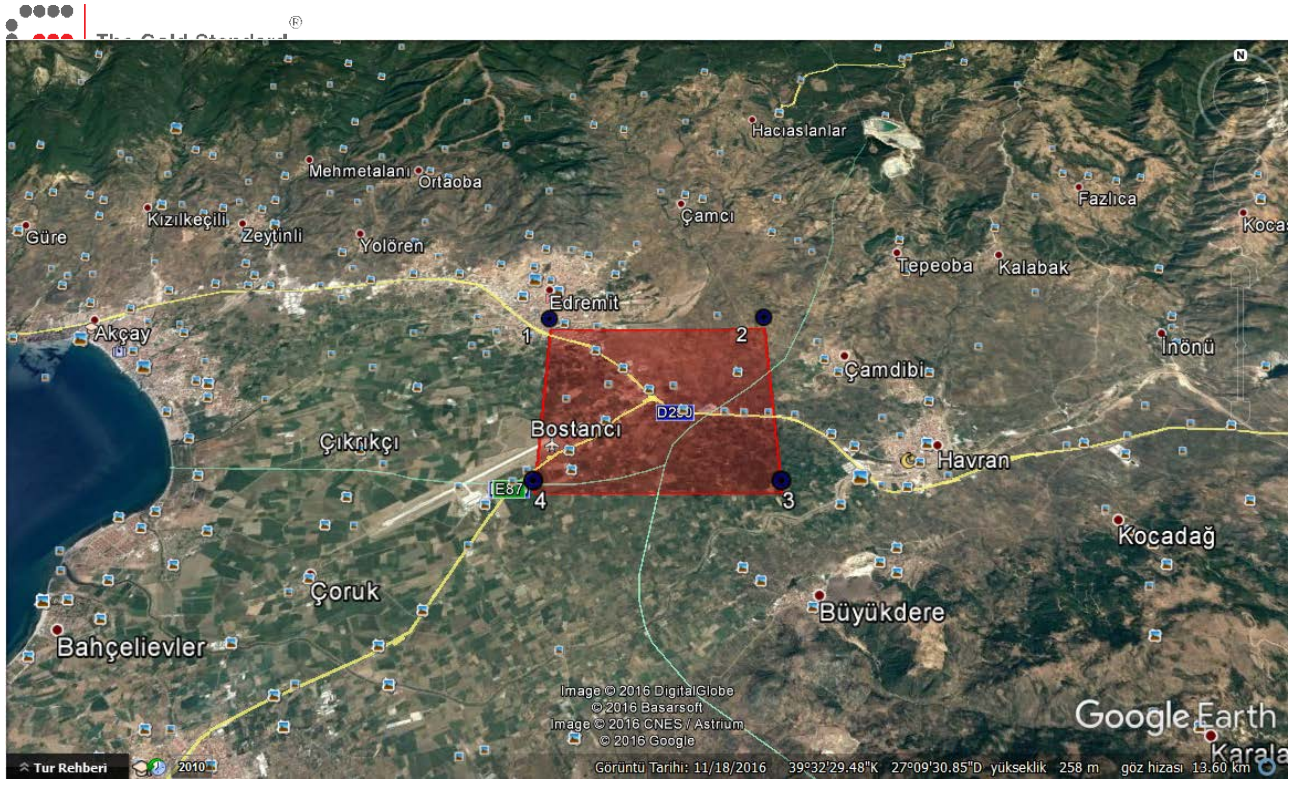 ®
The Gold Standard
N
Hacıaslanlar
Mehmetalanı
Ortaoba
Fazlıca
Kızılkeçili
Çamcı
Güre
Zeytinli
Yolören
Tepeoba
Kalabak
Edremit
1
2
Akçay
İnönü
Çamdibi
D230
Bostancı
Çıkrıkçı
Havran
E87
4
3
Kocadağ
Çoruk
Büyükdere
Bahçelievler
Image © 2016 DigitalGlobe
© 2016 Basarsoft
Image © 2016 CNES / Astrium
© 2016 Google
Google Earth
Tur Rehberi
2010
Görüntü Tarihi: 11/18/2016 39°32'29.48"K 27°09'30.85"D yükseklik 258 m göz hizası 13.60 km